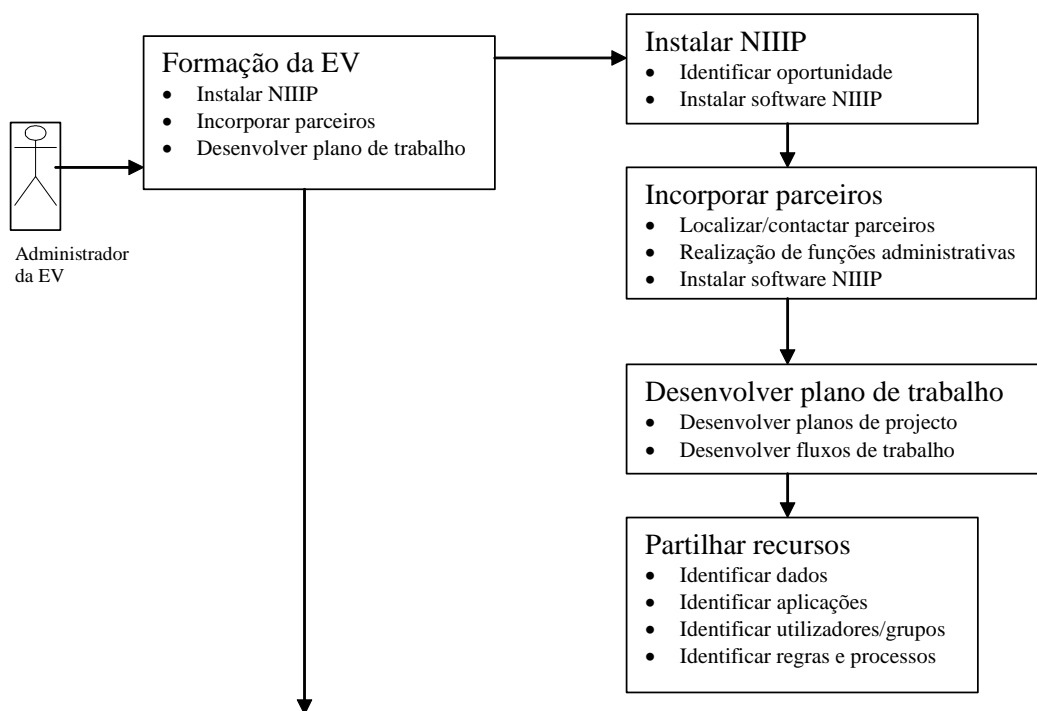 Formação da EV
• Instalar NIIIP
• Incorporar parceiros
• Desenvolver plano de trabalho
Administrador
da EV
Instalar NIIIP
• Identificar oportunidade
• Instalar software NIIIP
Incorporar parceiros
• Localizar/contactar parceiros
• Realização de funções administrativas
• Instalar software NIIIP
Desenvolver plano de trabalho
• Desenvolver planos de projecto
• Desenvolver fluxos de trabalho
Partilhar recursos
• Identificar dados
• Identificar aplicações
• Identificar utilizadores/grupos
• Identificar regras e processos